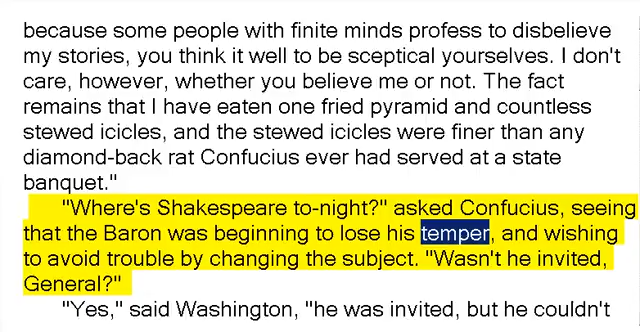 because some people with finite minds profess to disbelieve
my stories, you think it well to be sceptical yourselves. I don't
care, however, whether you believe me or not. The fact
remains that I have eaten one fried pyramid and countless
stewed icicles, and the stewed icicles were finer than any
diamond-back rat Confucius ever had served at a state
banquet."
"Where's Shakespeare to-night?" asked Confucius, seeing
that the Baron was beginning to lose his temper, and wishing
to avoid trouble by changing the subject. "Wasn't he invited,
General?"
"Yes," said Washington, "he was invited, but he couldn't